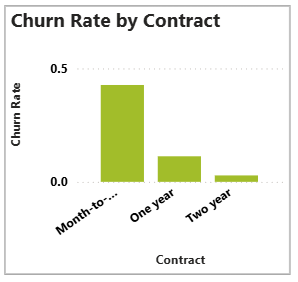 Churn Rate by Contract
Churn Rate
0.5
0.0
Month-to-...
One year
Two year
Contract